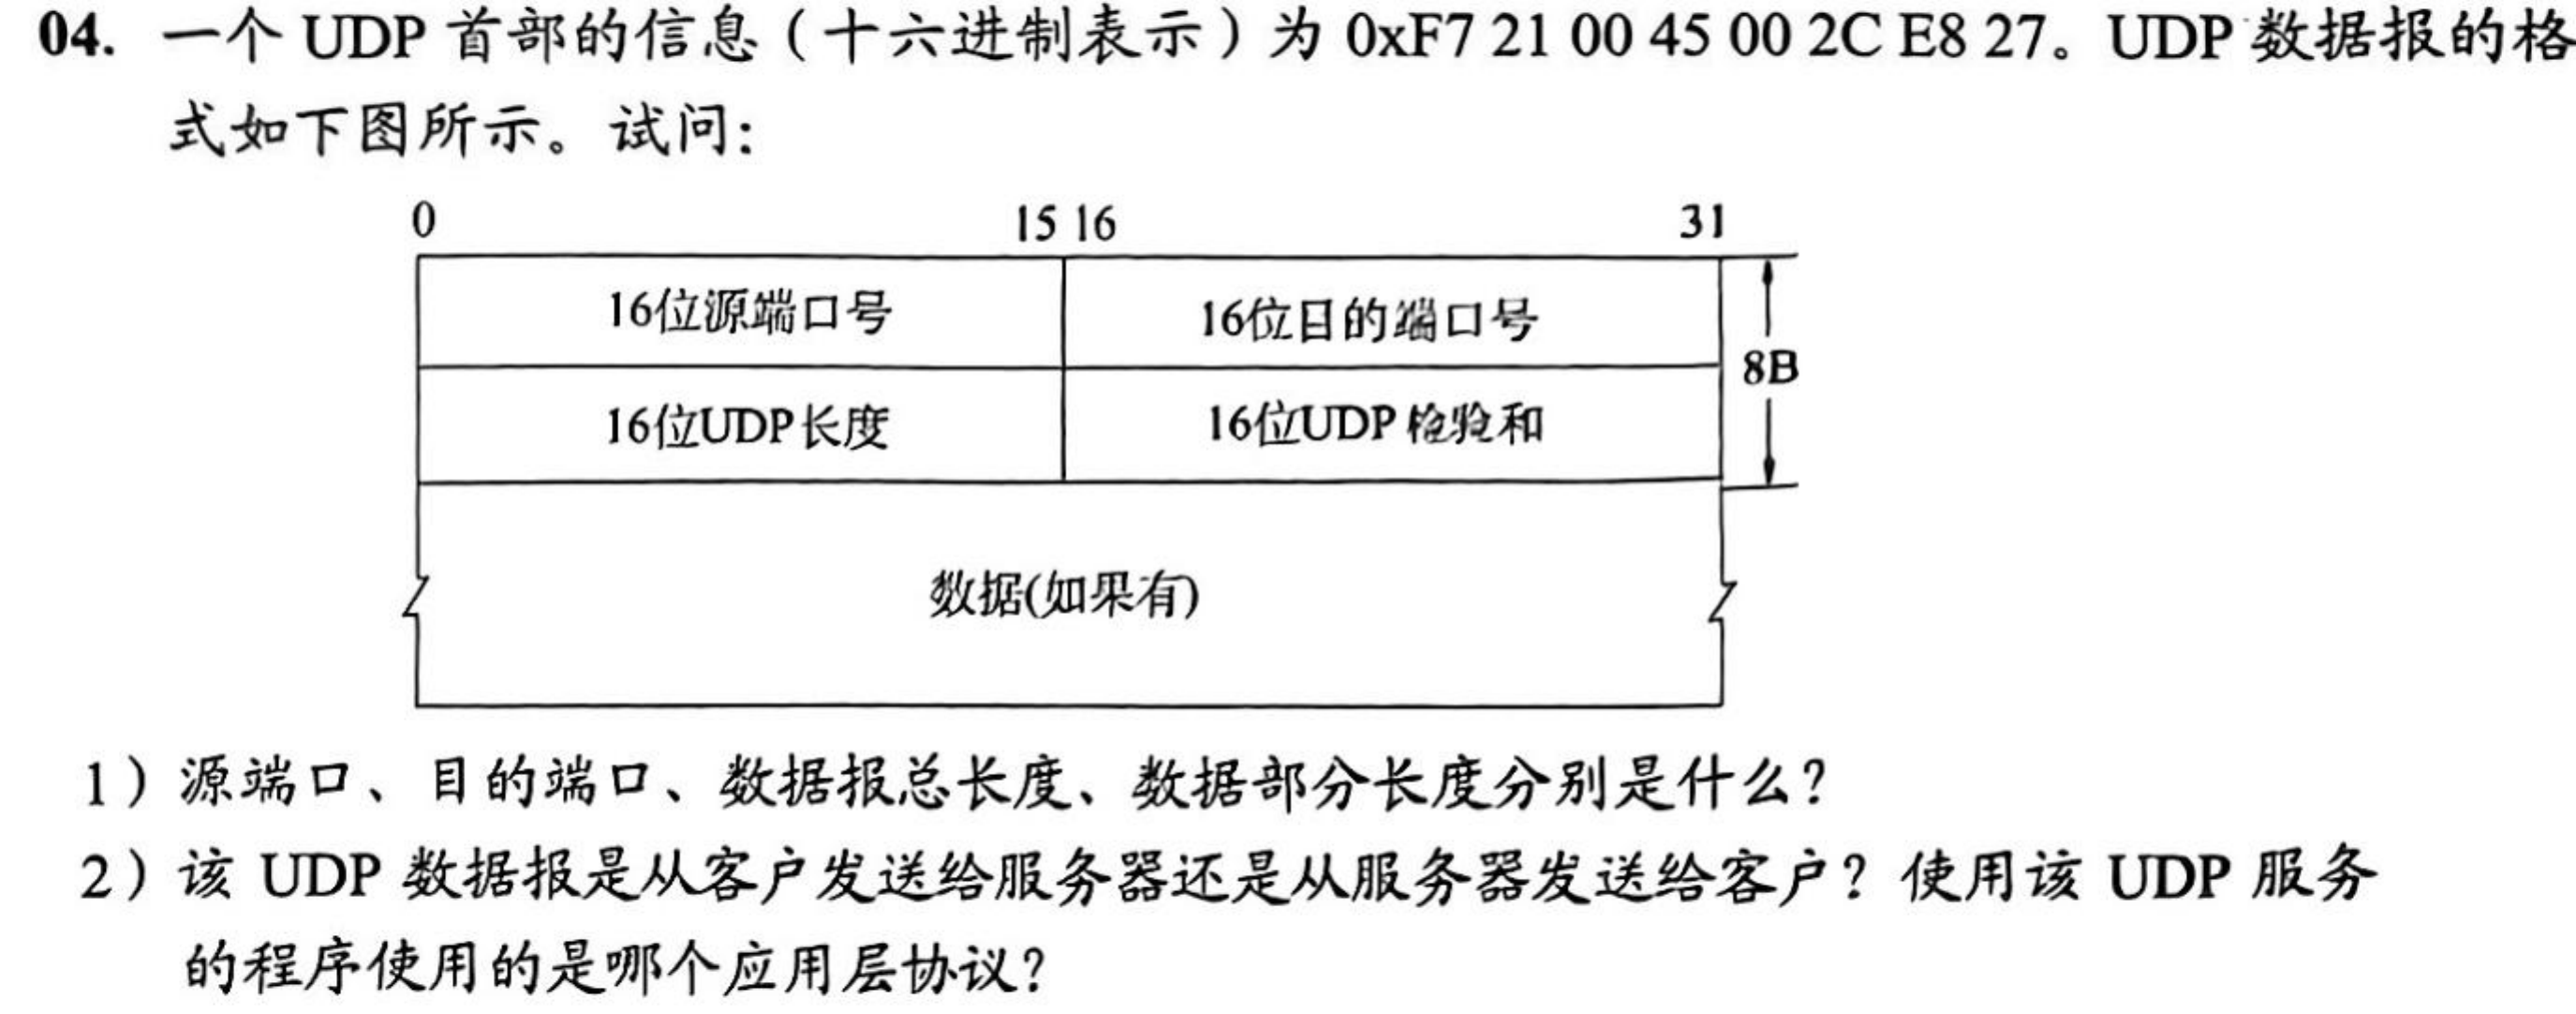 04. 一个 UDP 首部的信息（十六进制表示）为 0xF7 21 00 45 00 2C E8 27。UDP 数据报的格
式如下图所示。试问：
0 15 16 31
16位源端口号 16位目的端口号
8B
16位UDP长度 16位UDP检验和
数据(如果有)
1）源端口、目的端口、数据报总长度、数据部分长度分别是什么？
2）该 UDP 数据报是从客户发送给服务器还是从服务器发送给客户？使用该 UDP 服务
的程序使用的是哪个应用层协议？